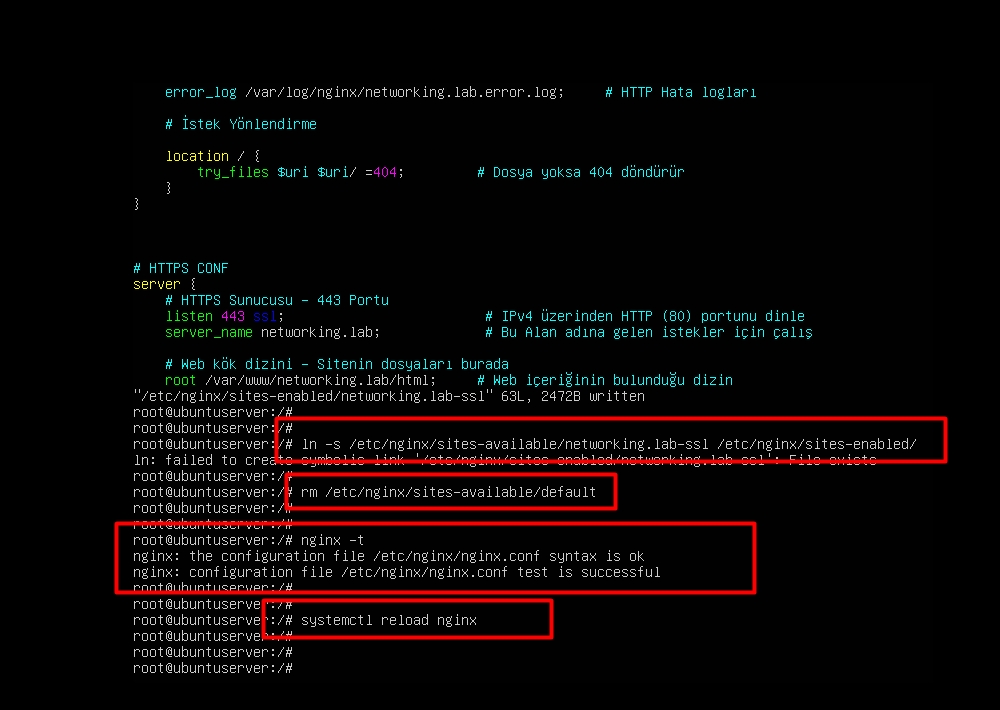 error_log /var/log/nginx/networking.lab.error.log;     # HTTP Hata logları
# İstek Yönlendirme
location / {
try_files $uri $uri/ =404;         # Dosya yoksa 404 döndürür
}
}
# HTTPS CONF
server {
# HTTPS Sunucusu – 443 Portu
listen 443 ssl;                         # IPv4 üzerinden HTTP (80) portunu dinle
server_name networking.lab;             # Bu Alan adına gelen istekler için çalış
# Web kök dizini – Sitenin dosyaları burada
root /var/www/networking.lab/html;     # Web içeriğinin bulunduğu dizin
"/etc/nginx/sites-enabled/networking.lab-ssl" 63L, 2472B written
root@ubuntuserver:/#
root@ubuntuserver:/#
root@ubuntuserver:/# ln -s /etc/nginx/sites-available/networking.lab-ssl /etc/nginx/sites-enabled/
ln: failed to create symbolic link '/etc/nginx/sites-enabled/networking.lab-ssl': File exists
root@ubuntuserver:/#
root@ubuntuserver:/# rm /etc/nginx/sites-available/default
root@ubuntuserver:/#
root@ubuntuserver:/#
root@ubuntuserver:/# nginx -t
nginx: the configuration file /etc/nginx/nginx.conf syntax is ok
nginx: configuration file /etc/nginx/nginx.conf test is successful
root@ubuntuserver:/#
root@ubuntuserver:/#
root@ubuntuserver:/# systemctl reload nginx
root@ubuntuserver:/#
root@ubuntuserver:/#
root@ubuntuserver:/#